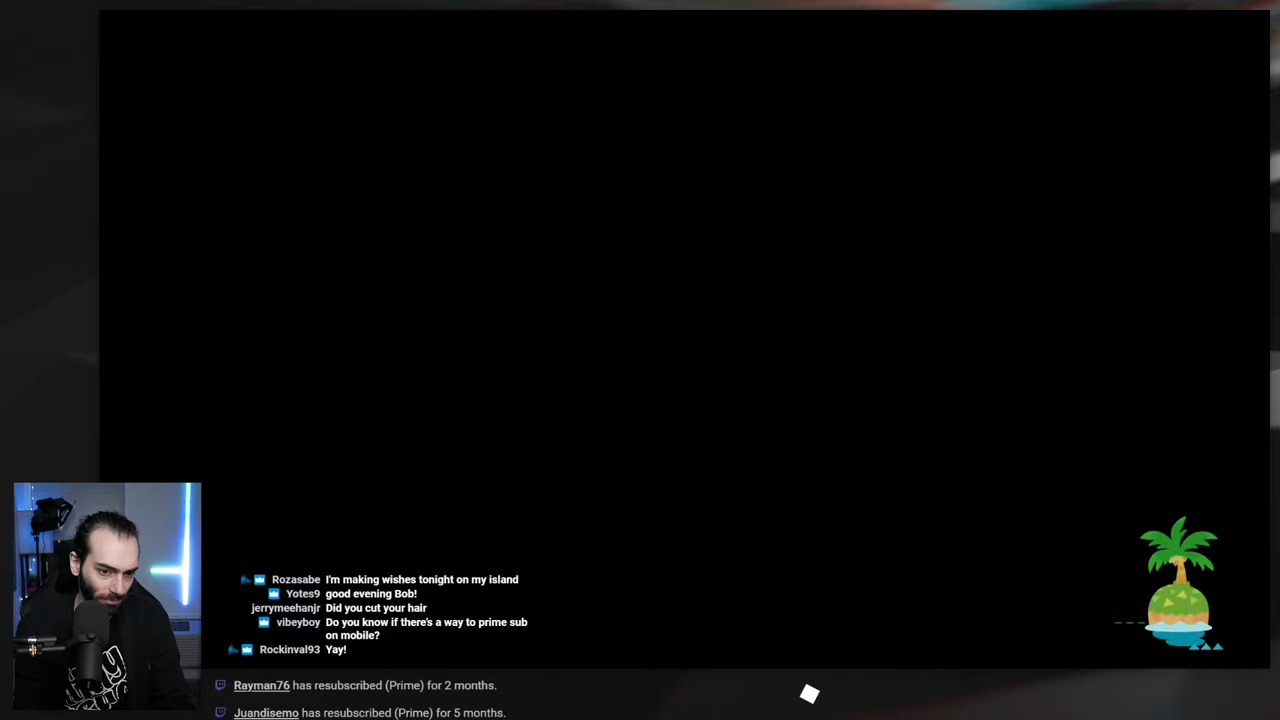 Rozasabe I'm making wishes tonight on my island
Yotes9 good evening Bob!
jerrymeehanjr Did you cut your hair
vibeyboy Do you know if there's a way to prime sub
on mobile?
Rockinval93 Yay!
Rayman76 has resubscribed (Prime) for 2 months.
Juandisemo has resubscribed (Prime) for 5 months.